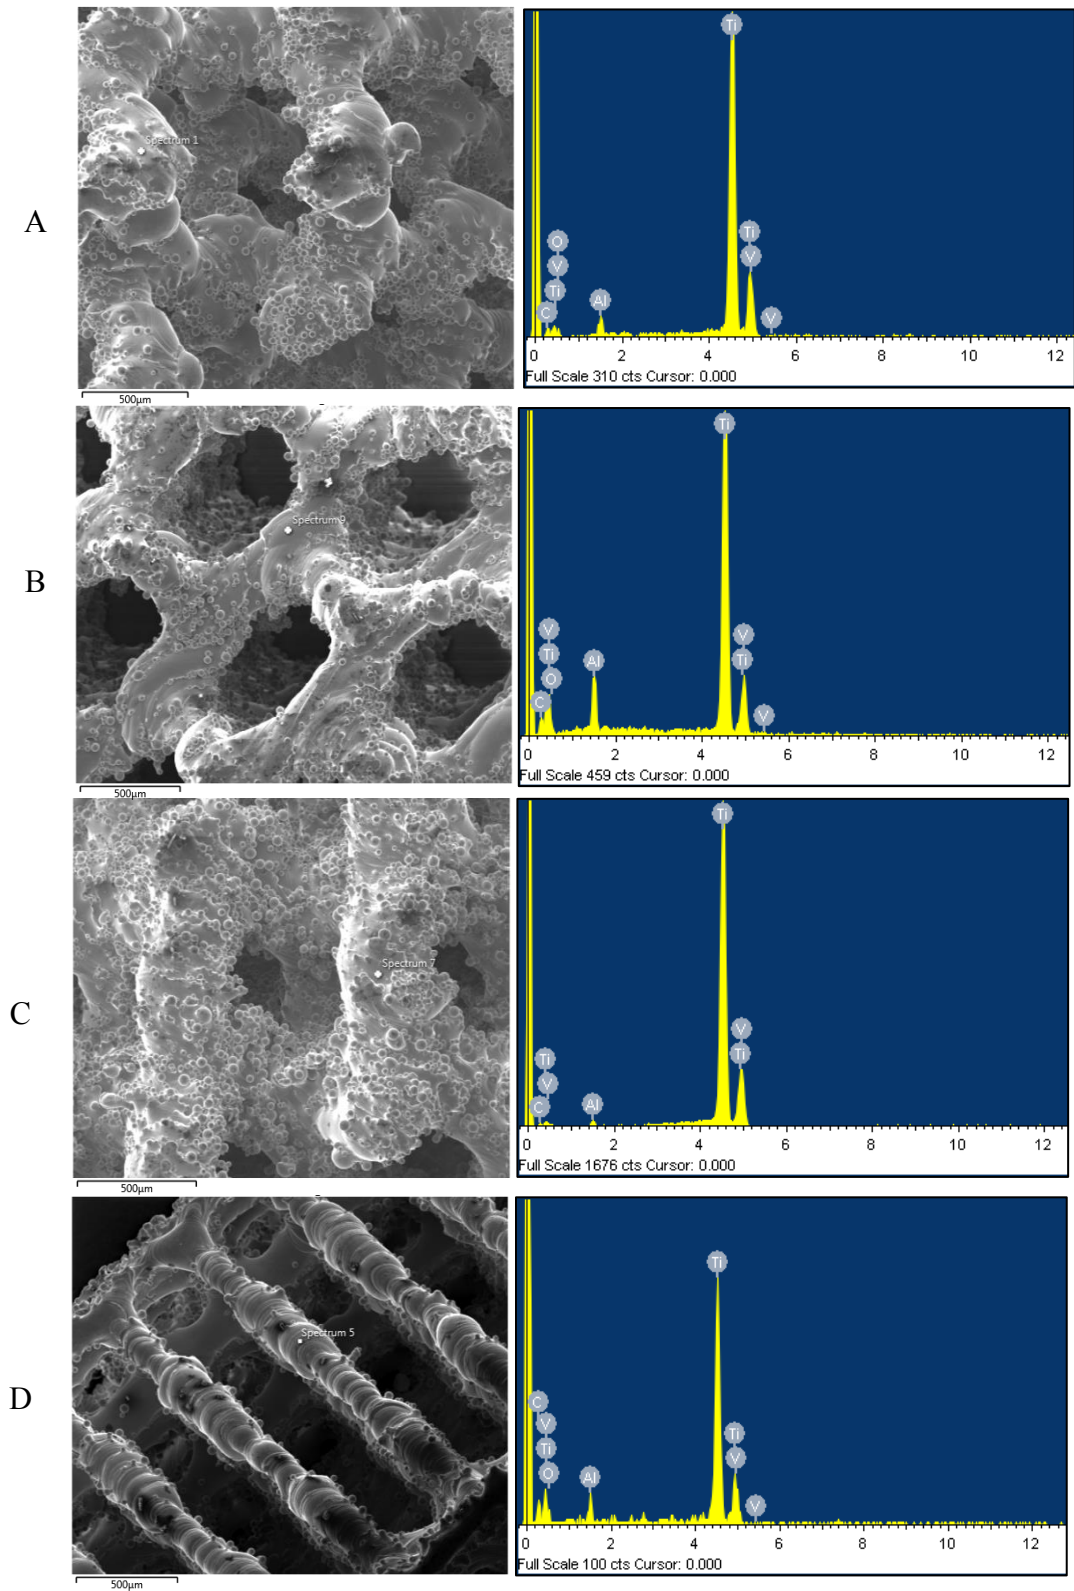 A
Spectrum 1
500µm
Ti
O
V
Ti
C
Al
Ti
V
V
0 2 4 6 8 10 12
Full Scale 310 cts Cursor: 0.000
B
Spectrum 9
500µm
Ti
V
Ti
O
C
Al
V
Ti
V
0 2 4 6 8 10 12
Full Scale 459 cts Cursor: 0.000
C
Spectrum 7
500µm
Ti
Ti
V
C
Al
V
Ti
0 2 4 6 8 10 12
Full Scale 1676 cts Cursor: 0.000
D
Spectrum 5
500µm
Ti
C
V
Ti
O
Al
Ti
V
V
0 2 4 6 8 10 12
Full Scale 100 cts Cursor: 0.000